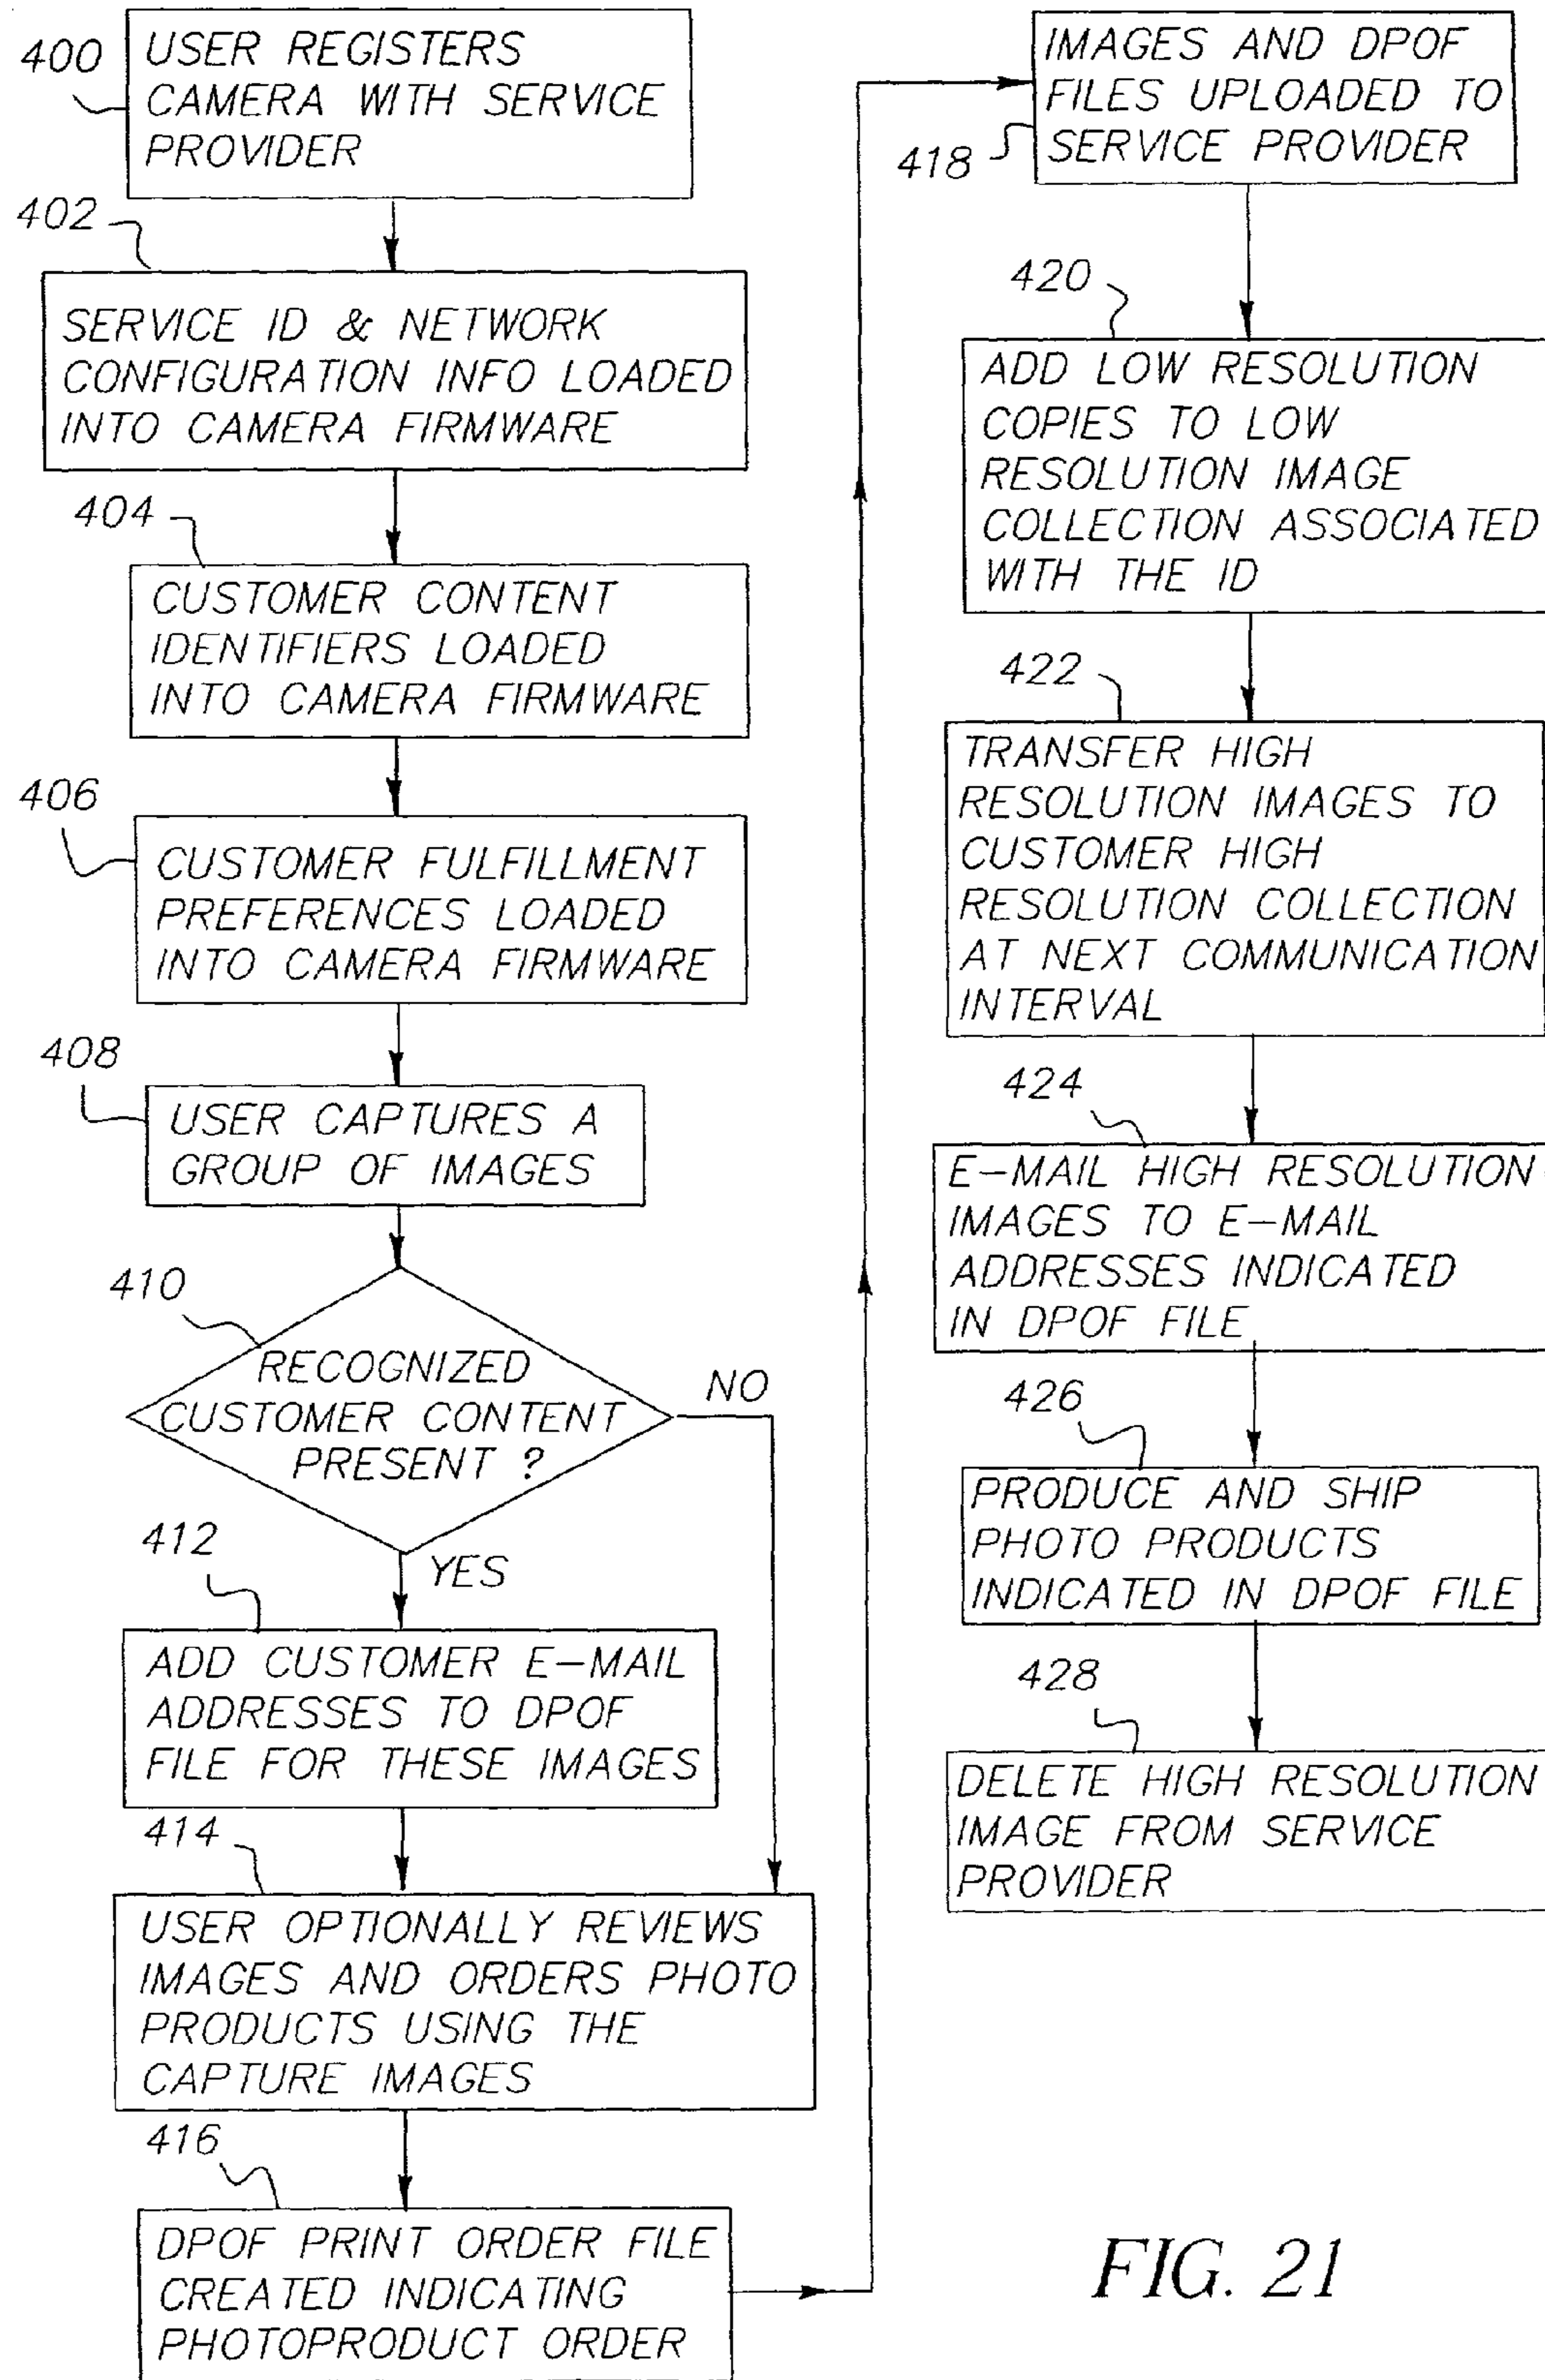 400
USER REGISTERS
CAMERA WITH SERVICE
PROVIDER
402
SERVICE ID & NETWORK
CONFIGURATION INFO LOADED
INTO CAMERA FIRMWARE
404
CUSTOMER CONTENT
IDENTIFIERS LOADED
INTO CAMERA FIRMWARE
406
CUSTOMER FULFILLMENT
PREFERENCES LOADED
INTO CAMERA FIRMWARE
408
USER CAPTURES A
GROUP OF IMAGES
410
RECOGNIZED
CUSTOMER CONTENT
PRESENT ?
NO
YES
412
ADD CUSTOMER E-MAIL
ADDRESSES TO DPOF
FILE FOR THESE IMAGES
414
USER OPTIONALLY REVIEWS
IMAGES AND ORDERS PHOTO
PRODUCTS USING THE
CAPTURE IMAGES
416
DPOF PRINT ORDER FILE
CREATED INDICATING
PHOTOPRODUCT ORDER
418
IMAGES AND DPOF
FILES UPLOADED TO
SERVICE PROVIDER
420
ADD LOW RESOLUTION
COPIES TO LOW
RESOLUTION IMAGE
COLLECTION ASSOCIATED
WITH THE ID
422
TRANSFER HIGH
RESOLUTION IMAGES TO
CUSTOMER HIGH
RESOLUTION COLLECTION
AT NEXT COMMUNICATION
INTERVAL
424
E-MAIL HIGH RESOLUTION
IMAGES TO E-MAIL
ADDRESSES INDICATED
IN DPOF FILE
426
PRODUCE AND SHIP
PHOTO PRODUCTS
INDICATED IN DPOF FILE
428
DELETE HIGH RESOLUTION
IMAGE FROM SERVICE
PROVIDER
FIG. 21